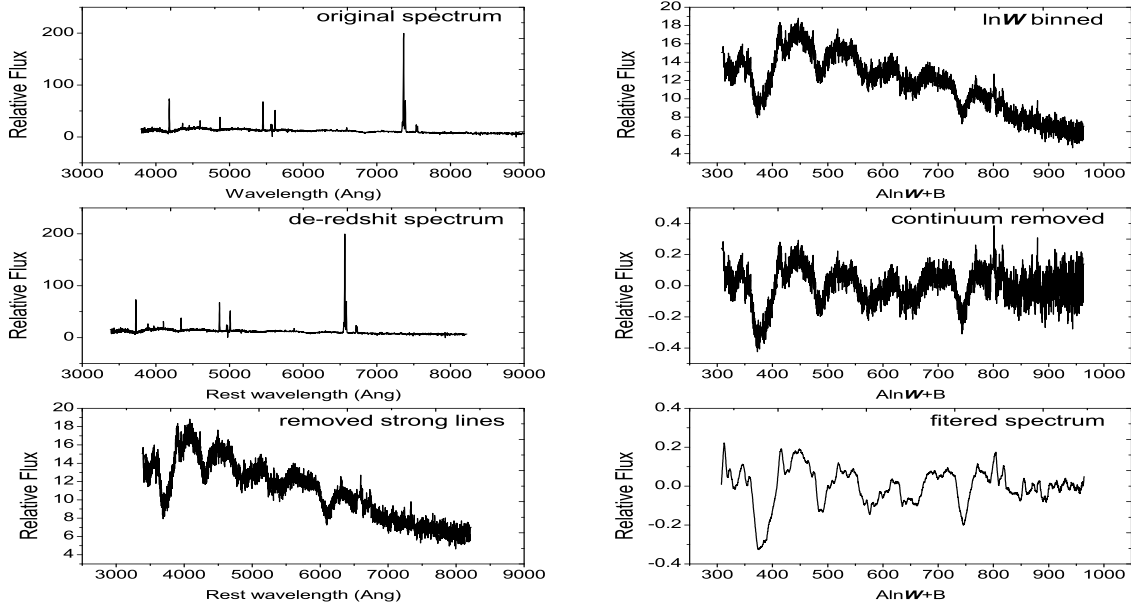 original spectrum
200
100
0
Relative Flux
3000 4000 5000 6000 7000 8000 9000
Wavelength (Ang)
lnW binned
20
18
16
14
12
10
8
6
4
Relative Flux
300 400 500 600 700 800 900 1000
AlnW+B
de-redshit spectrum
200
100
0
Relative Flux
3000 4000 5000 6000 7000 8000 9000
Rest wavelength (Ang)
continuum removed
0.4
0.2
0.0
-0.2
-0.4
Relative Flux
300 400 500 600 700 800 900 1000
AlnW+B
removed strong lines
20
18
16
14
12
10
8
6
4
Relative Flux
3000 4000 5000 6000 7000 8000 9000
Rest wavelength (Ang)
fitered spectrum
0.4
0.2
0.0
-0.2
-0.4
Relative Flux
300 400 500 600 700 800 900 1000
AlnW+B